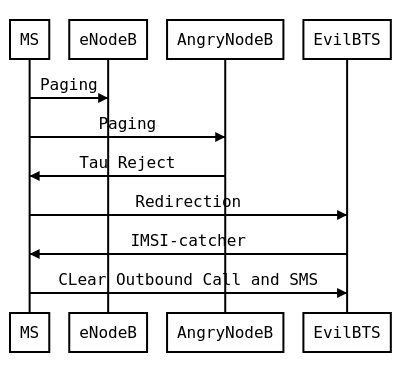 MS eNodeB AngryNodeB EvilBTS
Paging
Paging
Tau Reject
Redirection
IMSI-catcher
CLear Outbound Call and SMS
MS eNodeB AngryNodeB EvilBTS